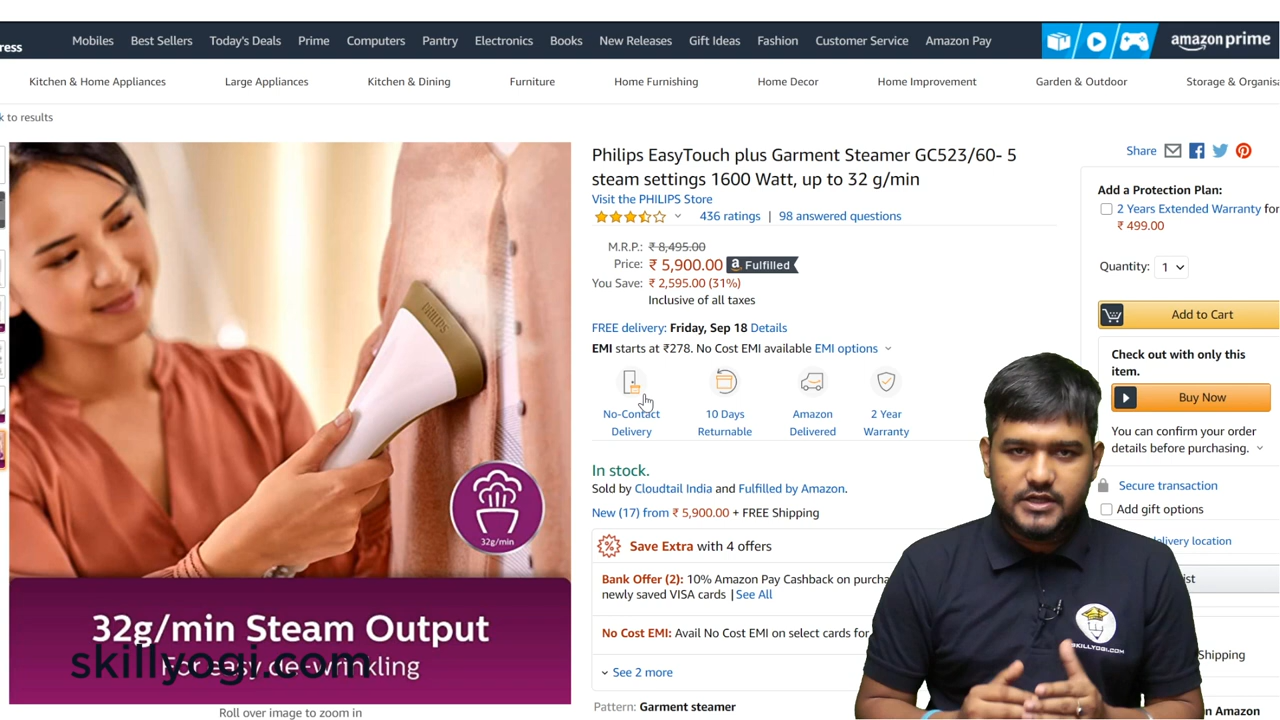 ress
Mobiles
Best Sellers
Today's Deals
Prime
Computers
Pantry
Electronics
Books
New Releases
Gift Ideas
Fashion
Customer Service
Amazon Pay
amazon prime
Kitchen & Home Appliances
Large Appliances
Kitchen & Dining
Furniture
Home Furnishing
Home Decor
Home Improvement
Garden & Outdoor
Storage & Organisa
k to results
PHILIPS
32g/min
32g/min Steam Output
For easy de-wrinkling
skillyogi.com
Roll over image to zoom in
Philips EasyTouch plus Garment Steamer GC523/60- 5
steam settings 1600 Watt, up to 32 g/min
Visit the PHILIPS Store
436 ratings | 98 answered questions
M.R.P.: ₹ 8,495.00
Price: ₹ 5,900.00 a Fulfilled
You Save: ₹ 2,595.00 (31%)
Inclusive of all taxes
FREE delivery: Friday, Sep 18 Details
EMI starts at ₹278. No Cost EMI available EMI options
No-Contact
Delivery
10 Days
Returnable
Amazon
Delivered
2 Year
Warranty
In stock.
Sold by Cloudtail India and Fulfilled by Amazon.
New (17) from ₹ 5,900.00 + FREE Shipping
Save Extra with 4 offers
Bank Offer (2): 10% Amazon Pay Cashback on purcha
newly saved VISA cards | See All
No Cost EMI: Avail No Cost EMI on select cards for
See 2 more
Pattern: Garment steamer
Share
Add a Protection Plan:
2 Years Extended Warranty for
₹ 499.00
Quantity: 1
Add to Cart
Check out with only this
item.
Buy Now
You can confirm your order
details before purchasing.
Secure transaction
Add gift options
elivery location
ist
Shipping
n Amazon
SKILLYOGI.COM